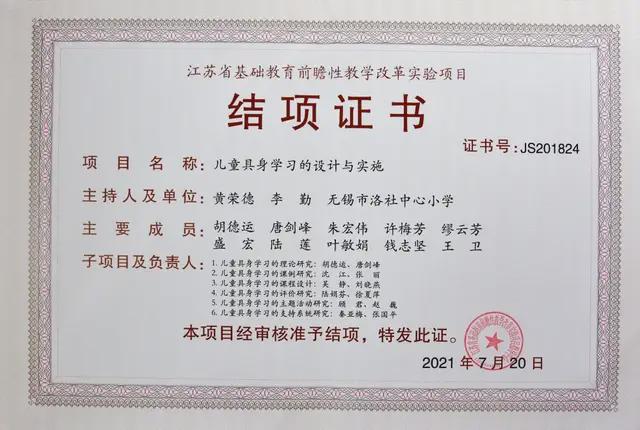 江苏省基础教育前瞻性教学改革实验项目
结项证书
证书号：JS201824
项目名称：儿童具身学习的设计与实施
主持人及单位：黄荣德 李勤 无锡市洛社中心小学
主要成员：胡德运 唐剑峰 朱宏伟 许梅芳 缪云芳
盛宏 陆莲 叶敏娟 钱志坚 王卫
子项目及负责人：1. 儿童具身学习的理论研究：胡德运、唐剑峰
2. 儿童具身学习的课例研究：沈江、张丽
3. 儿童具身学习的课程设计：吴静、刘晓燕
4. 儿童具身学习的评价研究：陆娟芬、徐夏萍
5. 儿童具身学习的主题活动研究：顾君、赵巍
6. 儿童具身学习的支持系统研究：秦亚梅、张国平
本项目经审核准予结项，特发此证。
2021 年 7 月 20 日